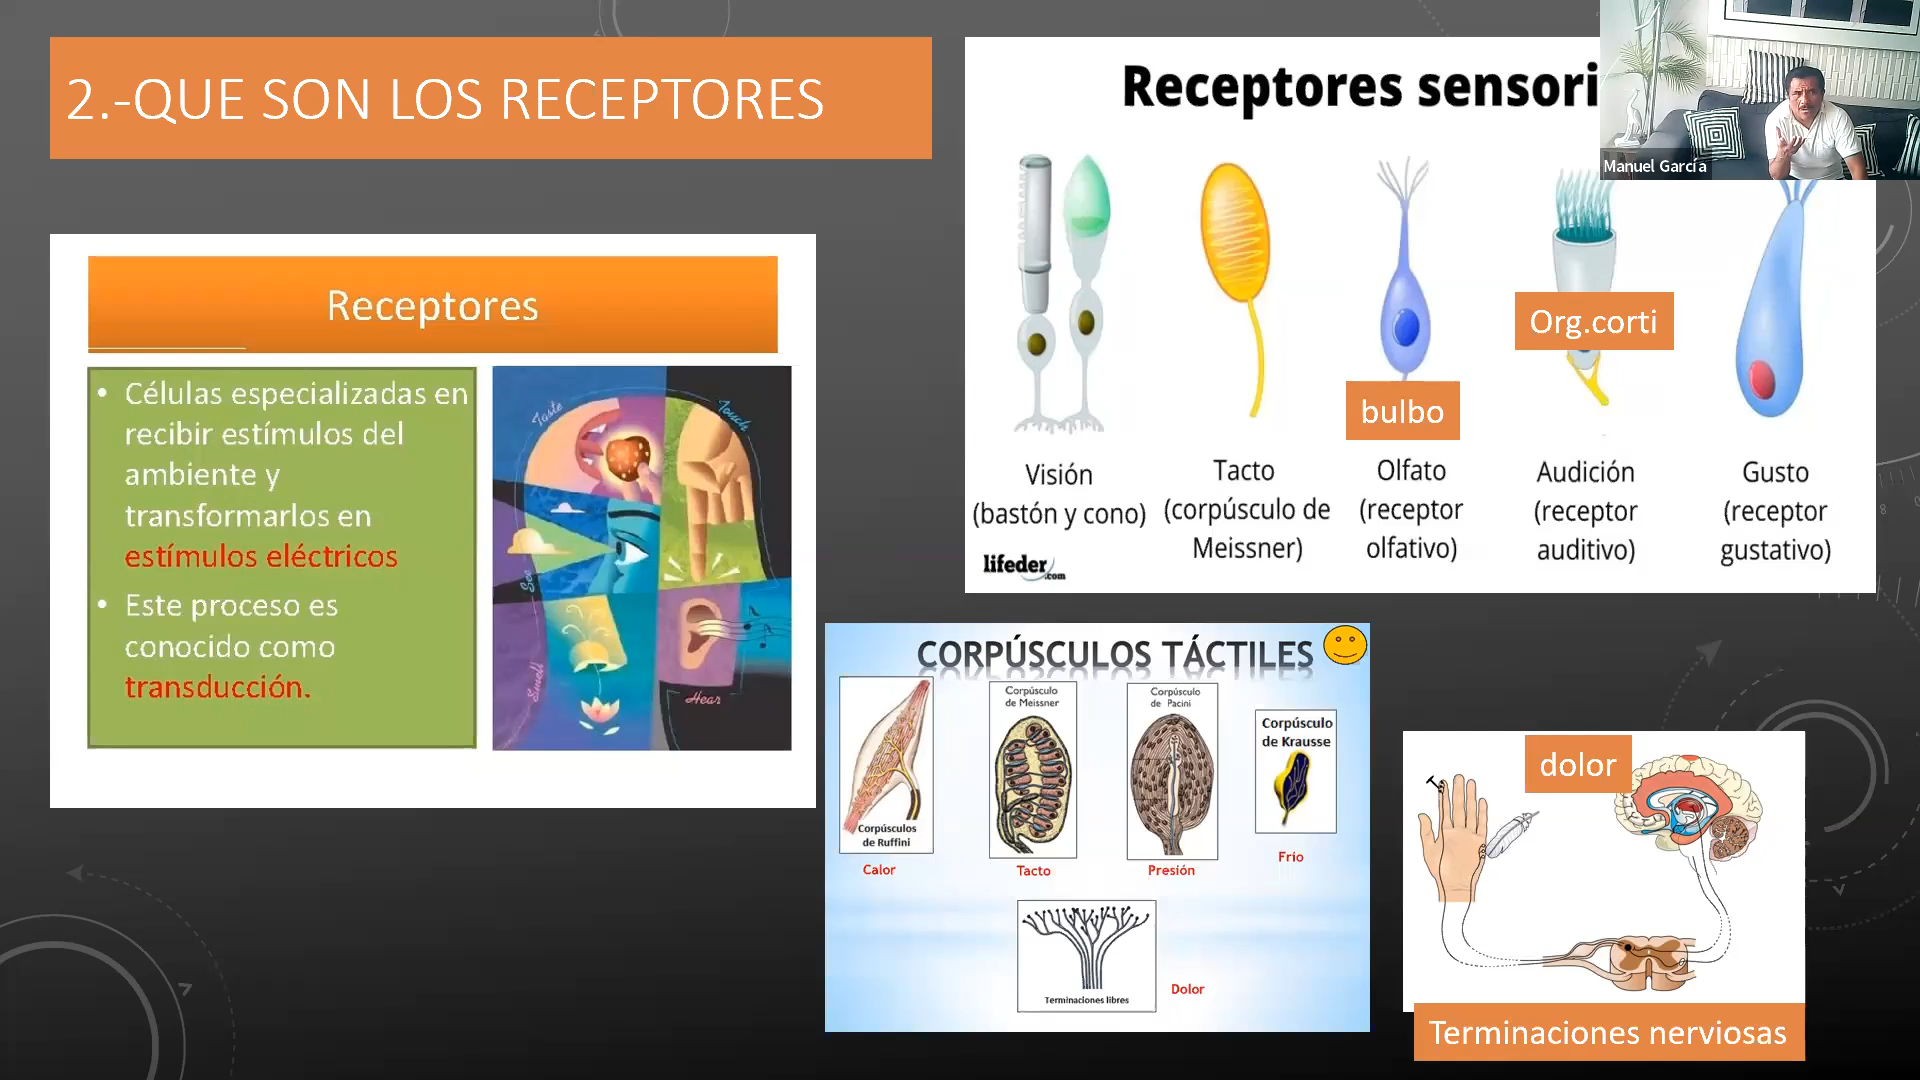 2.-QUE SON LOS RECEPTORES
Receptores
• Células especializadas en
recibir estímulos del
ambiente y
transformarlos en
estímulos eléctricos
• Este proceso es
conocido como
transducción.
Taste
Touch
See
Smell
Hear
Receptores sensori
Manuel García
Org.corti
bulbo
Visión
(bastón y cono)
Tacto
(corpúsculo de
Meissner)
Olfato
(receptor
olfativo)
Audición
(receptor
auditivo)
Gusto
(receptor
gustativo)
lifeder
.com
CORPÚSCULOS TÁCTILES
Corpúsculos
de Ruffini
Calor
Corpúsculo
de Meissner
Tacto
Corpúsculo
de Pacini
Presión
Corpúsculo
de Krausse
Frío
Terminaciones libres
Dolor
dolor
Terminaciones nerviosas